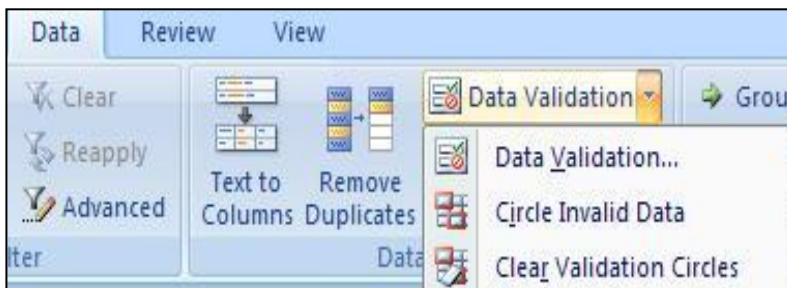 Data Review View
Clear
Reapply
Advanced
Text to
Columns
Remove
Duplicates
Data Validation
Data Validation...
Circle Invalid Data
Clear Validation Circles